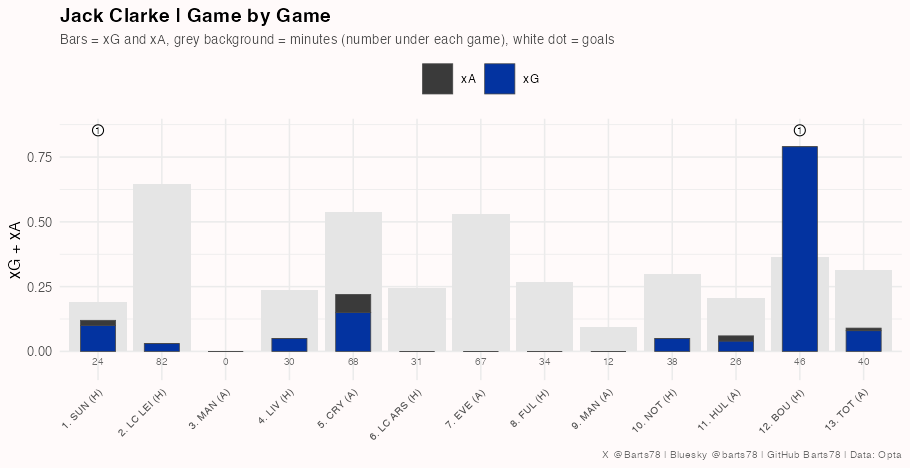 Jack Clarke | Game by Game
Bars = xG and xA, grey background = minutes (number under each game), white dot = goals
xA xG
1 1
xG + xA
0.75
0.50
0.25
0.00
24 82 0 30 68 31 67 34 12 38 26 46 40
1. SUN (H)
2. LC LEI (H)
3. MAN (A)
4. LIV (H)
5. CRY (A)
6. LC ARS (H)
7. EVE (A)
8. FUL (H)
9. MAN (A)
10. NOT (H)
11. HUL (A)
12. BOU (H)
13. TOT (A)
X @Barts78 | Bluesky @barts78 | GitHub Barts78 | Data: Opta